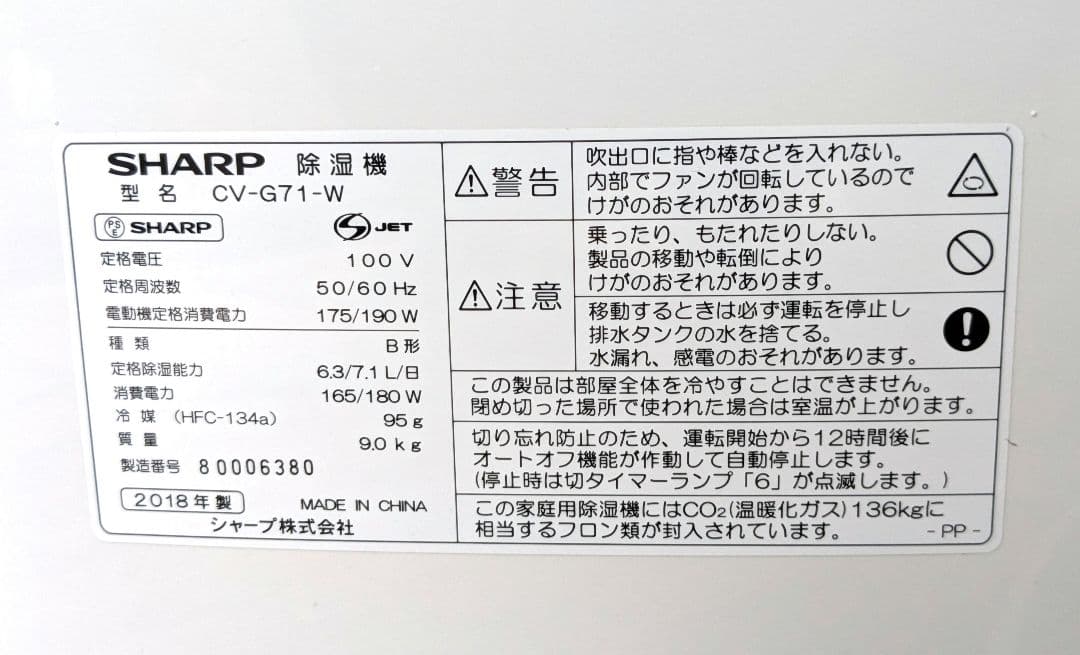 SHARP 除湿機
型名 CV-G71-W
PS E SHARP
JET
定格電圧 100 V
定格周波数 50/60 Hz
電動機定格消費電力 175/190 W
種類 B 形
定格除湿能力 6.3/7.1 L/日
消費電力 165/180 W
冷媒 (HFC-134a) 95 g
質量 9.0 kg
製造番号 80006380
2018年製 MADE IN CHINA
シャープ株式会社
警告
吹出口に指や棒などを入れない。
内部でファンが回転しているので
けがのおそれがあります。
注意
乗ったり、もたれたりしない。
製品の移動や転倒により
けがのおそれがあります。
移動するときは必ず運転を停止し
排水タンクの水を捨てる。
水漏れ、感電のおそれがあります。
この製品は部屋全体を冷やすことはできません。
閉め切った場所で使われた場合は室温が上がります。
切り忘れ防止のため、運転開始から12時間後に
オートオフ機能が作動して自動停止します。
(停止時は切タイマーランプ「6」が点滅します。)
この家庭用除湿機にはCO₂(温暖化ガス)136kgに
相当するフロン類が封入されています。
- PP -